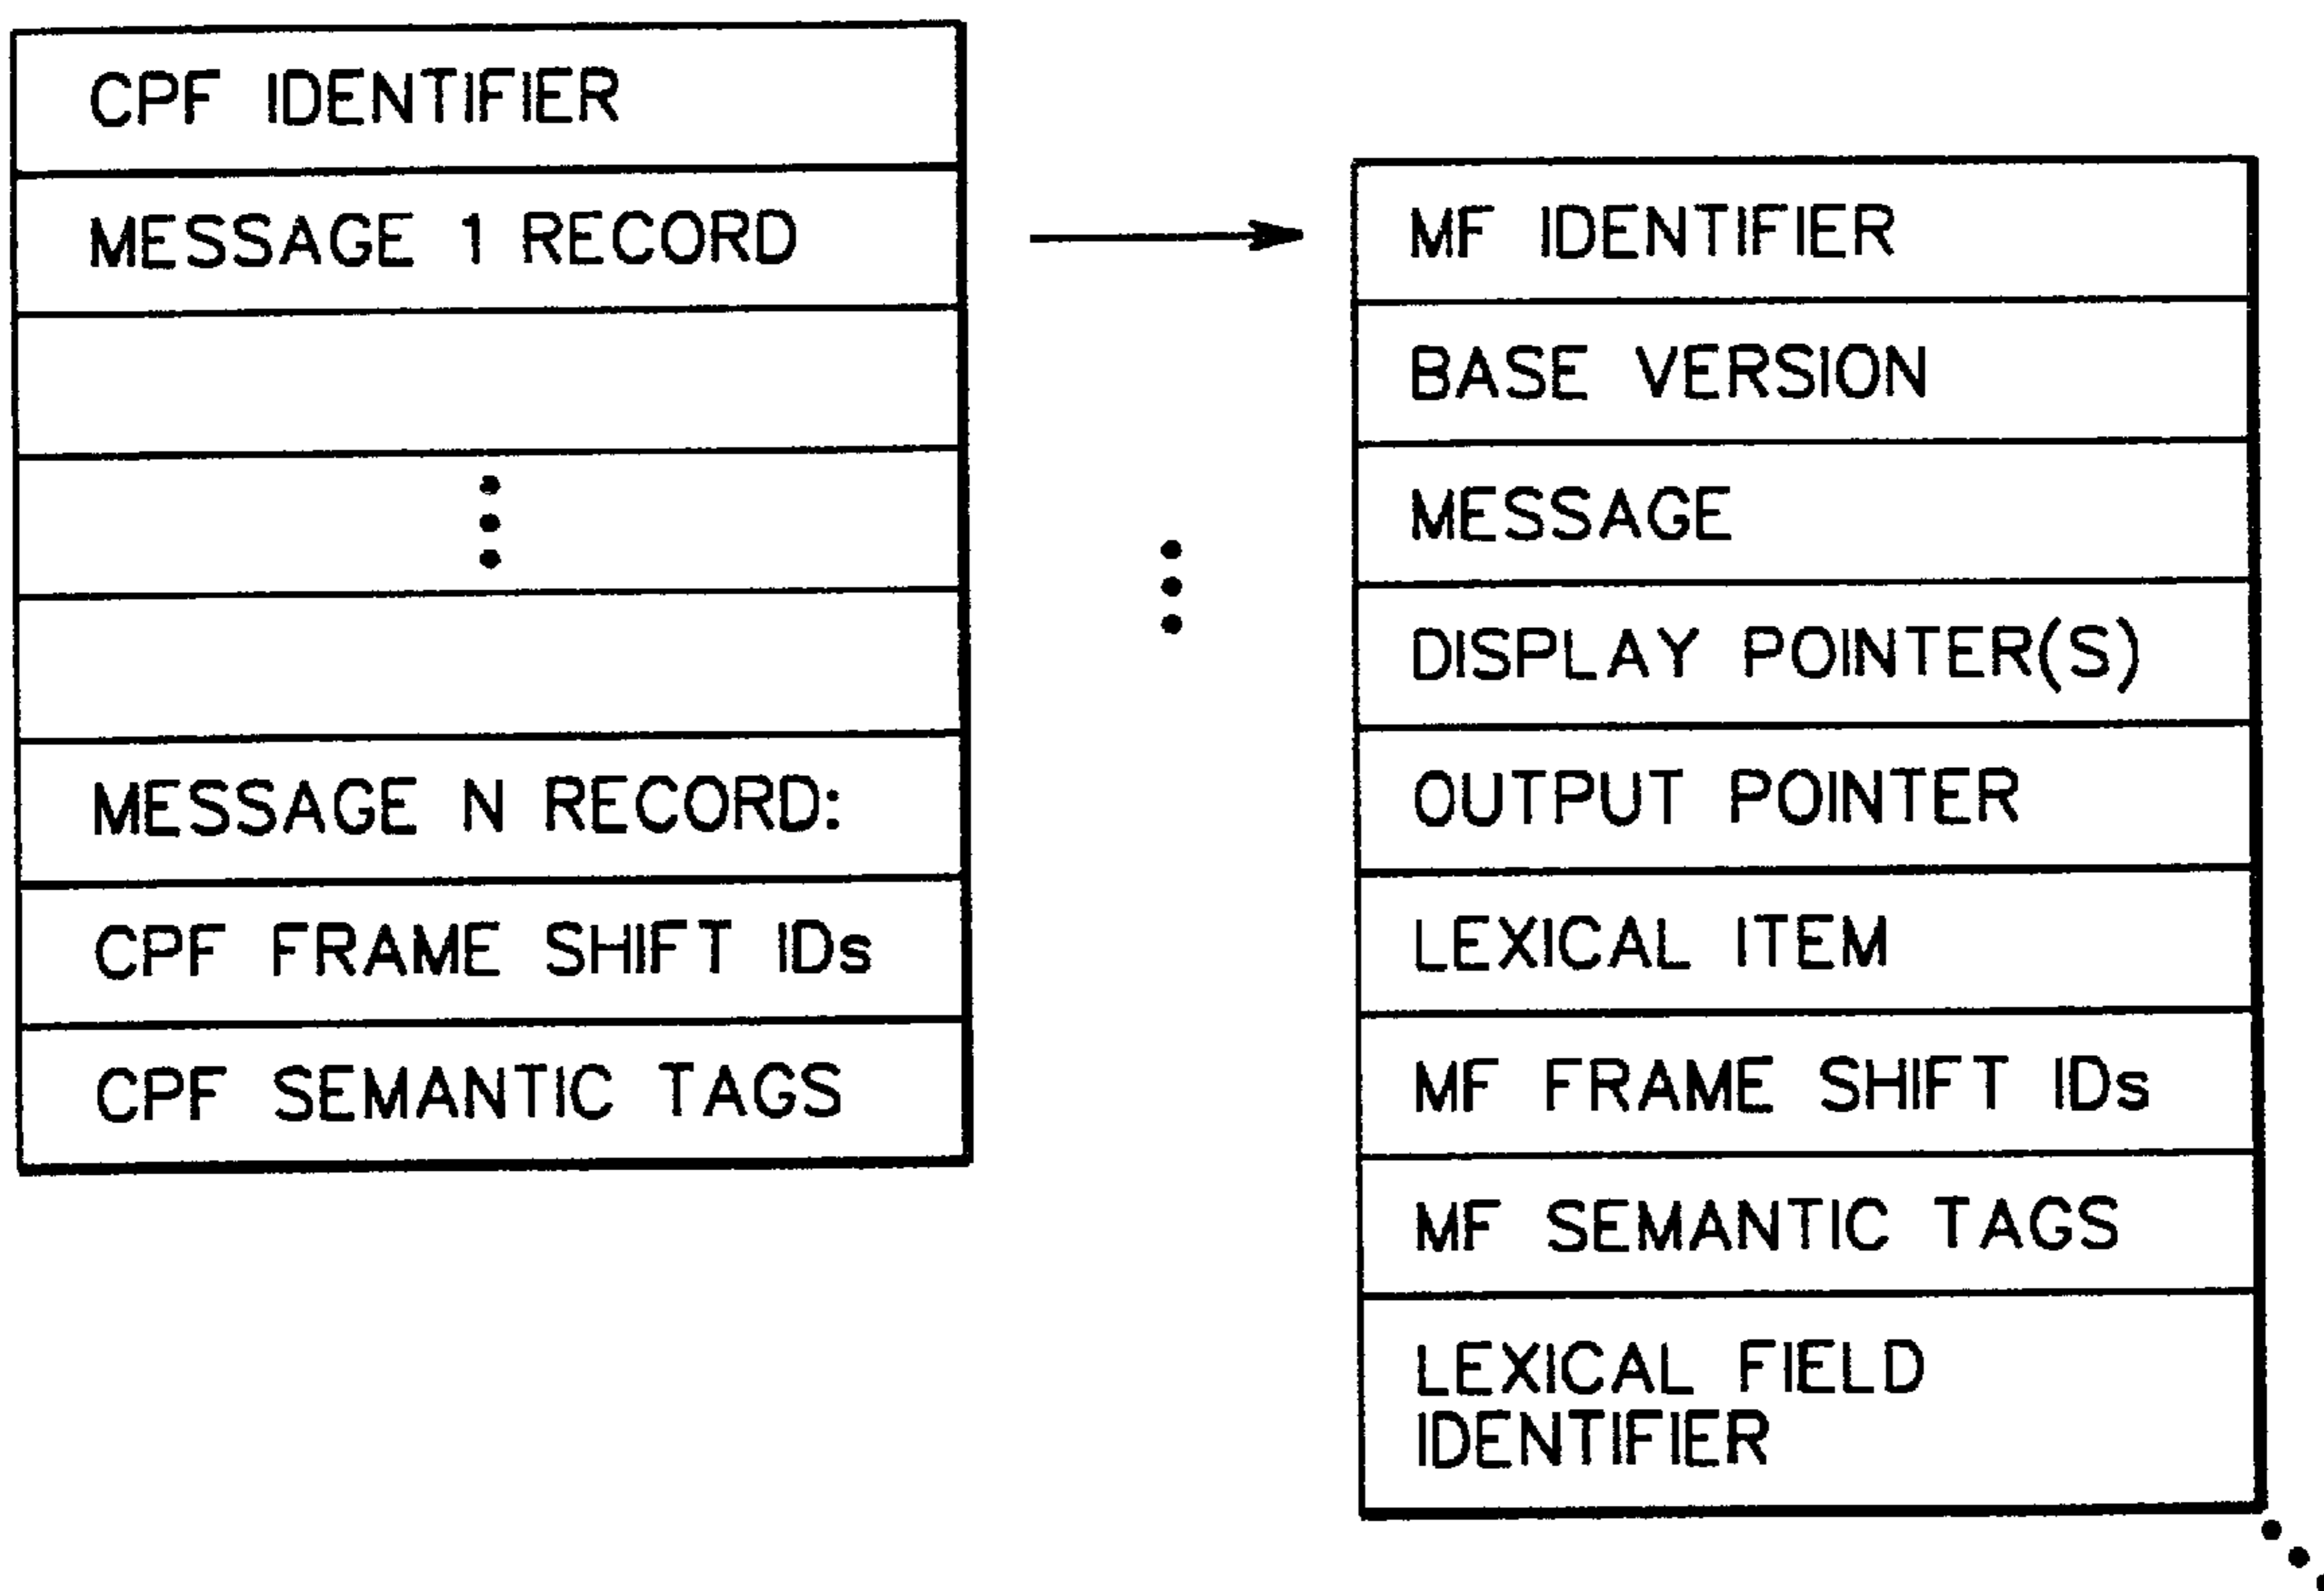 CPF IDENTIFIER
MESSAGE 1 RECORD
MESSAGE N RECORD:
CPF FRAME SHIFT IDs
CPF SEMANTIC TAGS
MF IDENTIFIER
BASE VERSION
MESSAGE
DISPLAY POINTER(S)
OUTPUT POINTER
LEXICAL ITEM
MF FRAME SHIFT IDs
MF SEMANTIC TAGS
LEXICAL FIELD
IDENTIFIER